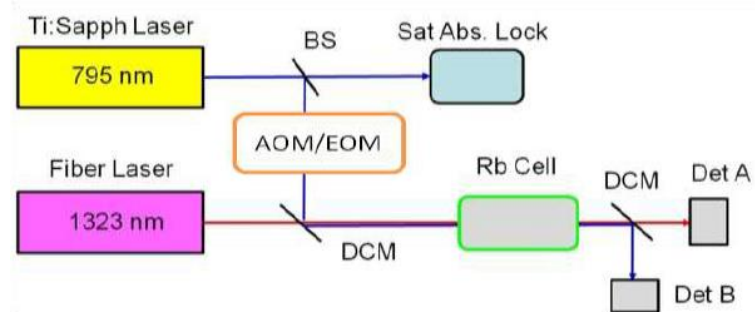 Ti:Sapph Laser
BS
Sat Abs. Lock
795 nm
AOM/EOM
Fiber Laser
Rb Cell
DCM
Det A
1323 nm
DCM
Det B